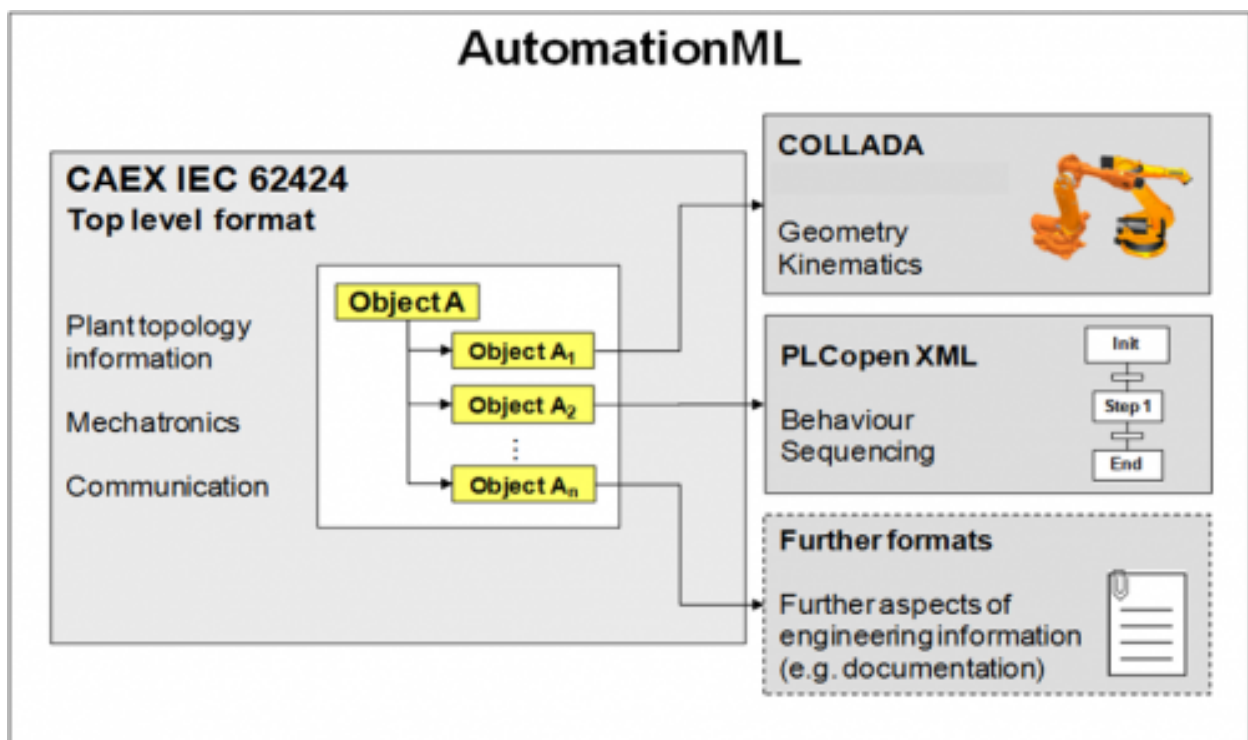 AutomationML
CAEX IEC 62424
Top level format
Plant topology
information
Mechatronics
Communication
Object A
Object A₁
Object A₂
⋮
Object Aₙ
COLLADA
Geometry
Kinematics
PLCopen XML
Behaviour
Sequencing
Init
Step 1
End
Further formats
Further aspects of
engineering information
(e.g. documentation)